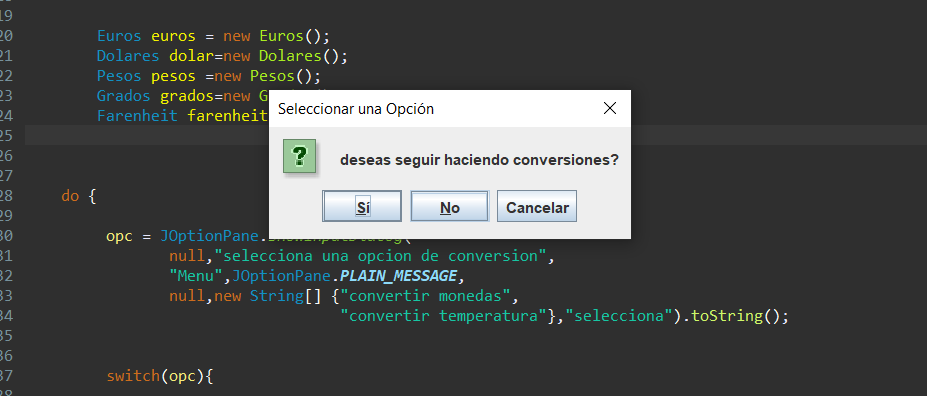 19
20 Euros euros = new Euros();
21 Dolares dolar=new Dolares();
22 Pesos pesos =new Pesos();
23 Grados grados=new
24 Farenheit farenheit
25
26
27
28 do {
29
30 opc = JOptionPane.
31 null,"selecciona una opcion de conversion",
32 "Menu",JOptionPane.PLAIN_MESSAGE,
33 null,new String[] {"convertir monedas",
34 "convertir temperatura"},"selecciona").toString();
35
36
37 switch(opc){
38
Seleccionar una Opción
deseas seguir haciendo conversiones?
Sí No Cancelar